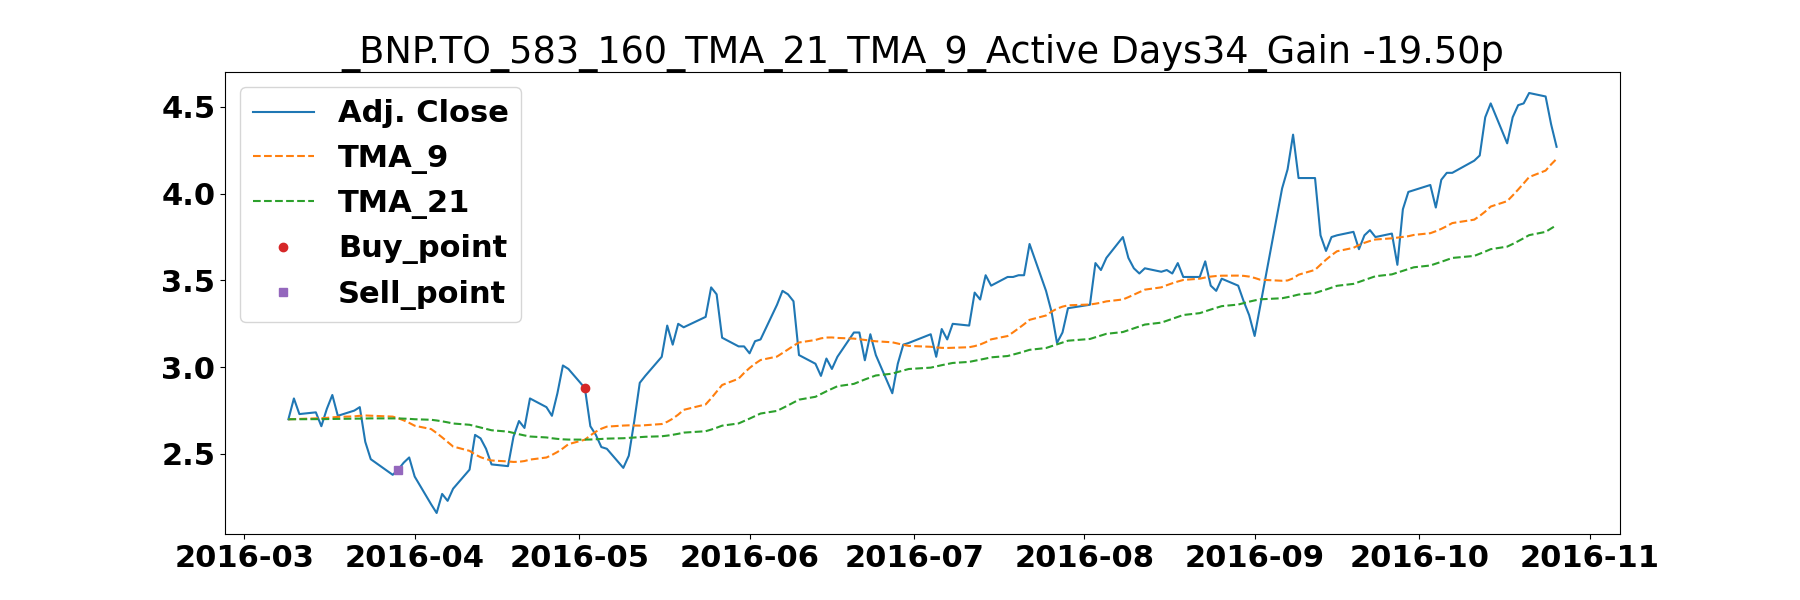 _BNP.TO_583_160_TMA_21_TMA_9_Active Days34_Gain -19.50p
Adj. Close
TMA_9
TMA_21
Buy_point
Sell_point
4.5
4.0
3.5
3.0
2.5
2016-03 2016-04 2016-05 2016-06 2016-07 2016-08 2016-09 2016-10 2016-11